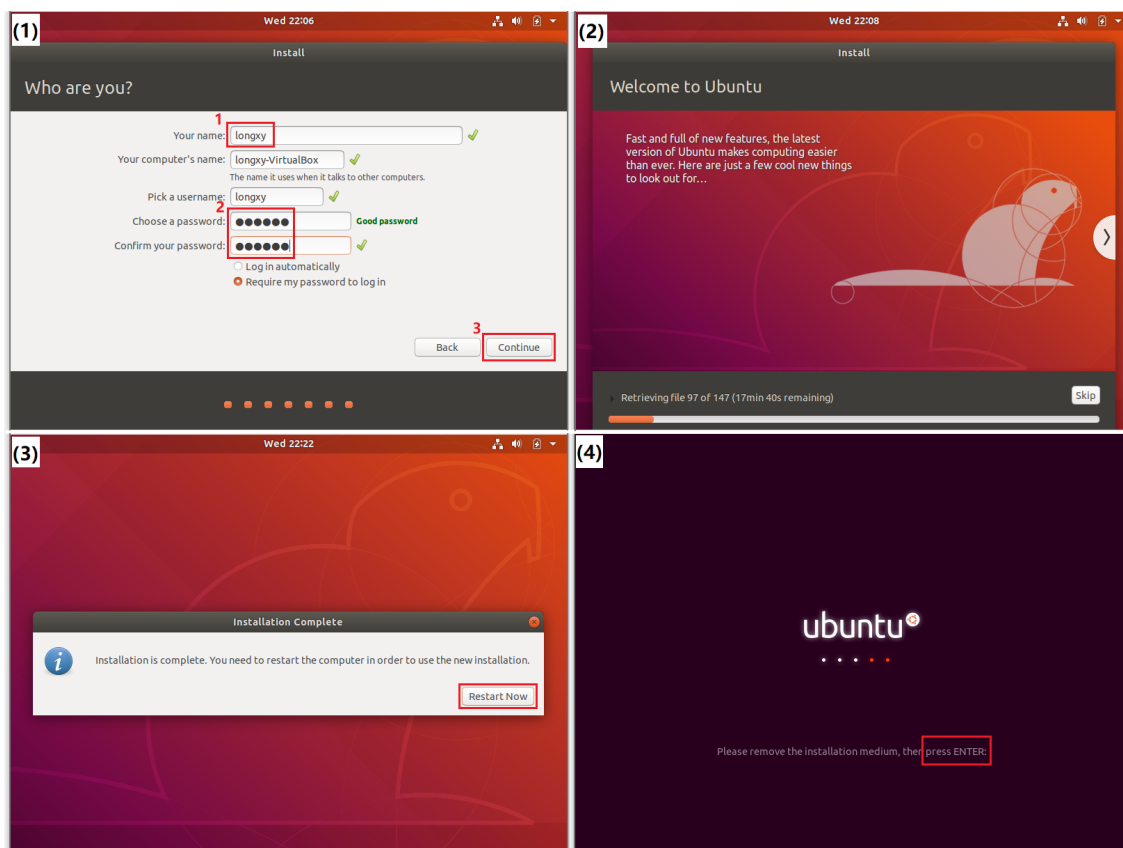 (1)
Wed 22:06
Install
Who are you?
1
Your name: longxy
Your computer's name: longxy-VirtualBox
The name it uses when it talks to other computers.
Pick a username: longxy
2
Choose a password: ●●●●●● Good password
Confirm your password: ●●●●●●
Log in automatically
Require my password to log in
3
Back Continue
(2)
Wed 22:08
Install
Welcome to Ubuntu
Fast and full of new features, the latest
version of Ubuntu makes computing easier
than ever. Here are just a few cool new things
to look out for...
Retrieving file 97 of 147 (17min 40s remaining)
Skip
(3)
Wed 22:22
Installation Complete
Installation is complete. You need to restart the computer in order to use the new installation.
Restart Now
(4)
ubuntu
Please remove the installation medium, then press ENTER: